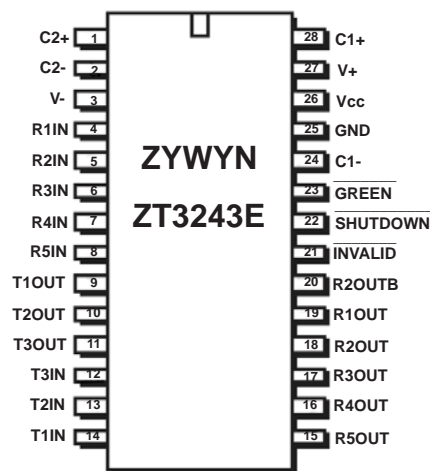 C2+ 1 28 C1+
C2- 2 27 V+
V- 3 26 Vcc
R1IN 4 25 GND
R2IN 5 24 C1-
R3IN 6 23 GREEN
R4IN 7 22 SHUTDOWN
R5IN 8 21 INVALID
T1OUT 9 20 R2OUTB
T2OUT 10 19 R1OUT
T3OUT 11 18 R2OUT
T3IN 12 17 R3OUT
T2IN 13 16 R4OUT
T1IN 14 15 R5OUT
ZYWYN
ZT3243E